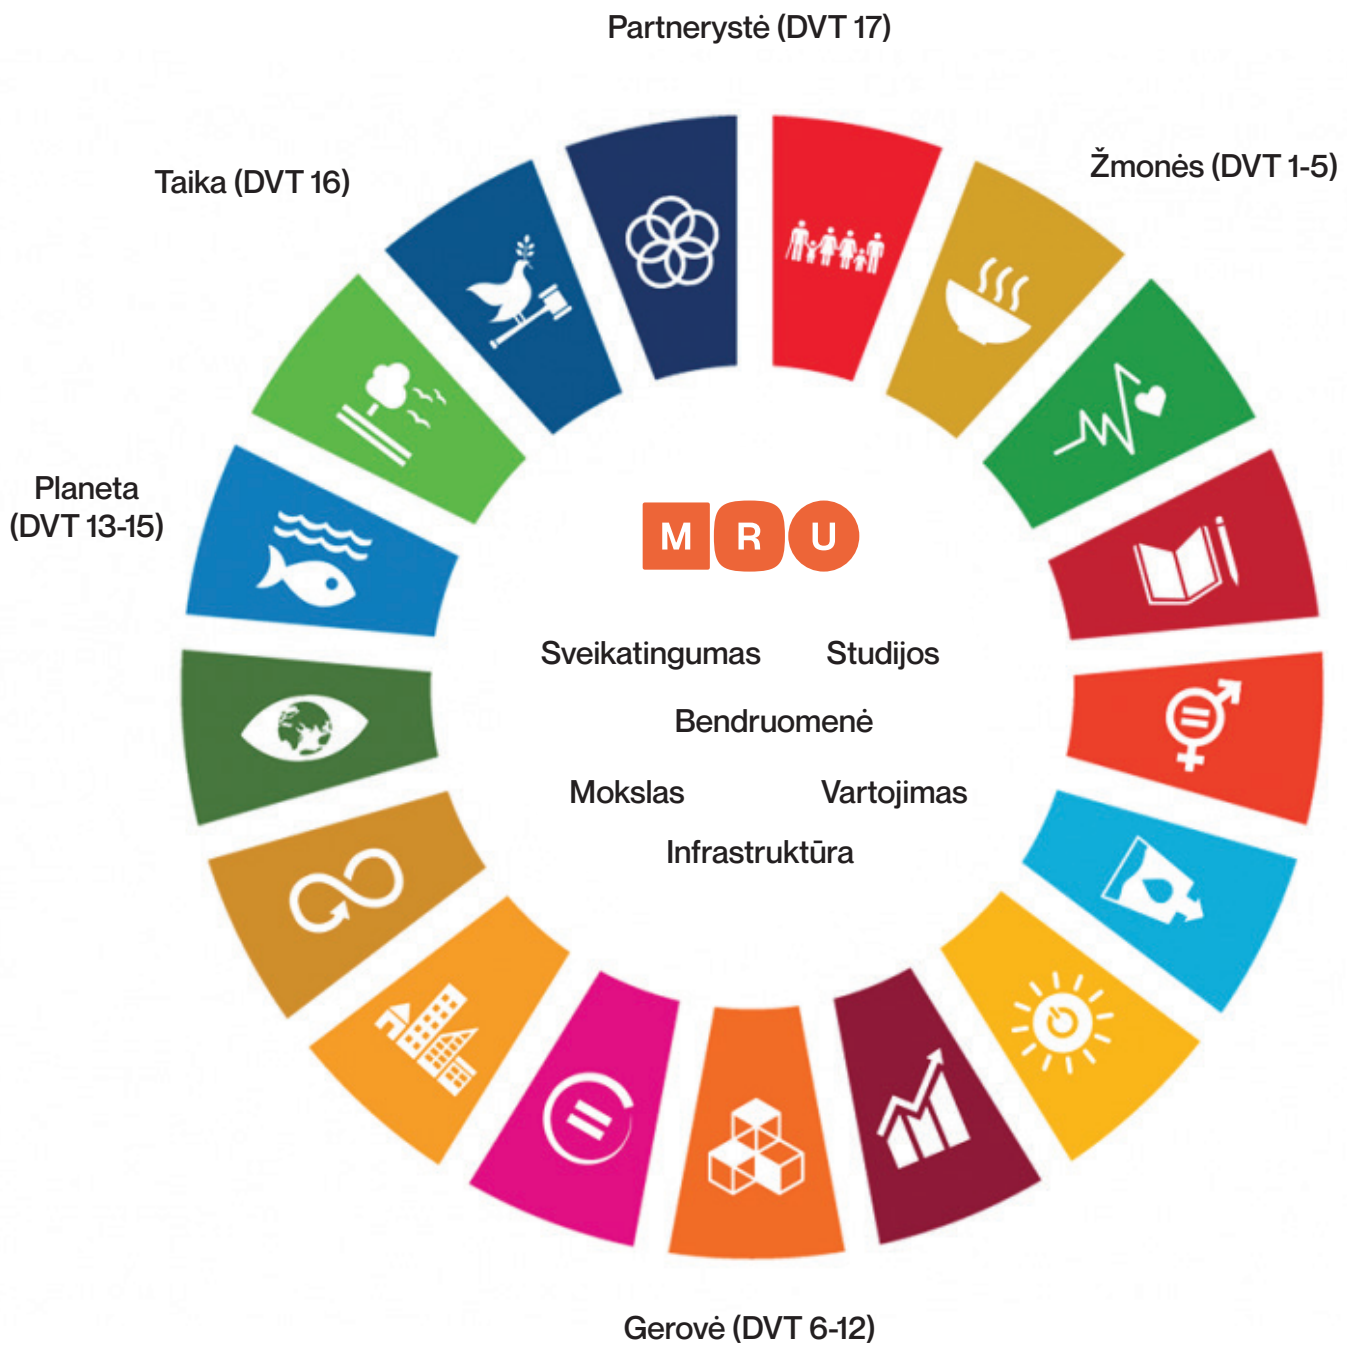 Partnerystė (DVT 17)
Taika (DVT 16)
Žmonės (DVT 1-5)
Planeta
(DVT 13-15)
MRU
Sveikatingumas
Studijos
Bendruomenė
Mokslas
Vartojimas
Infrastruktūra
Gerovė (DVT 6-12)